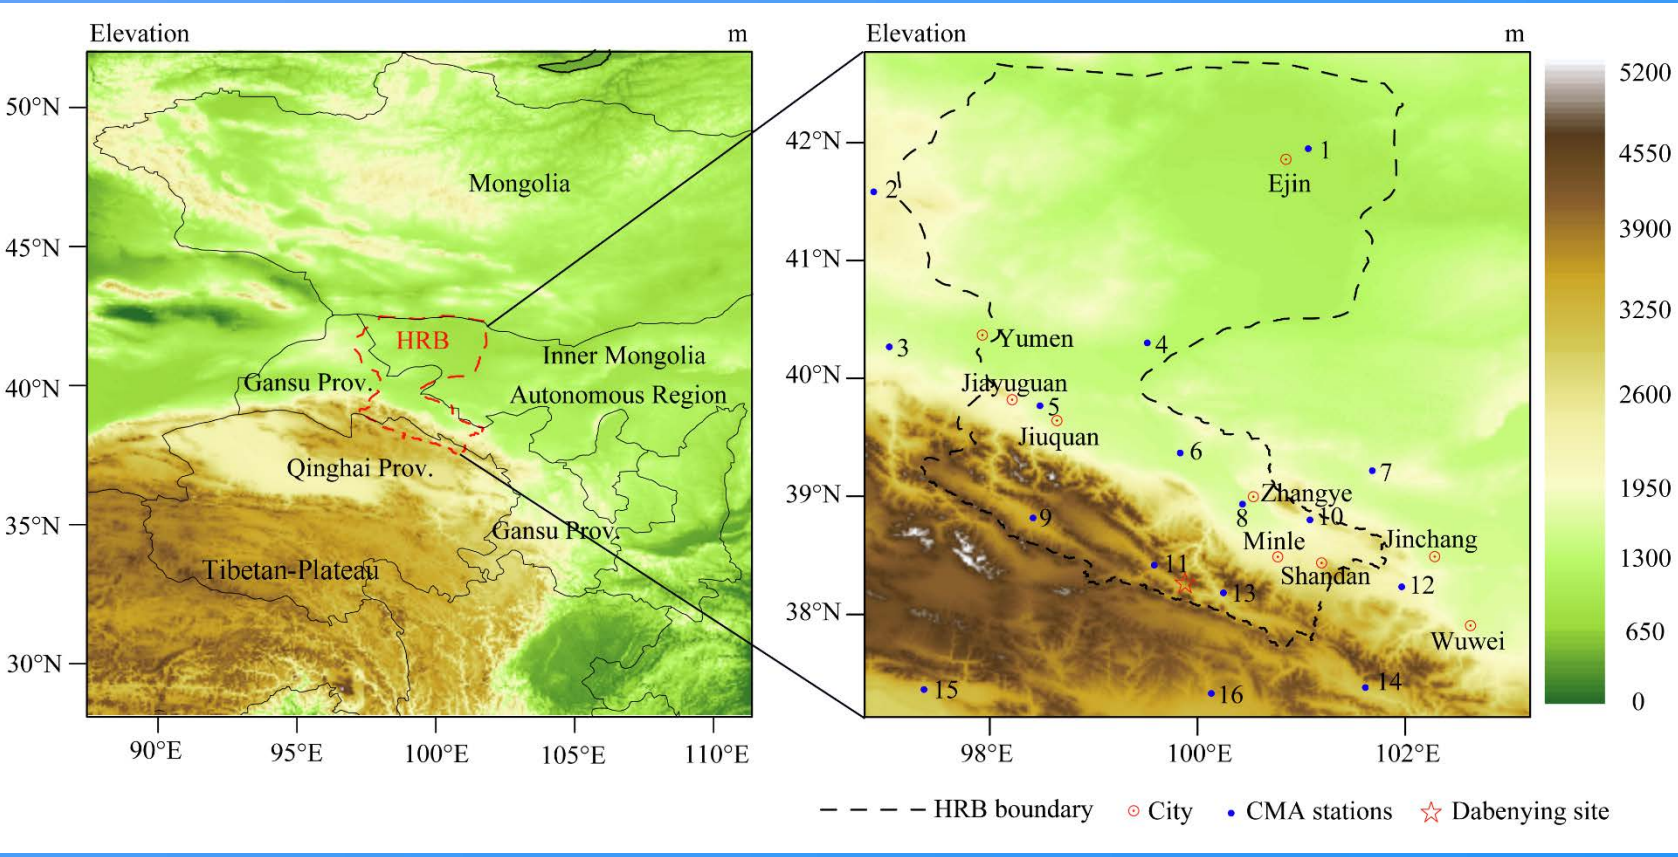 Elevation m
50°N
45°N
40°N
35°N
30°N
90°E 95°E 100°E 105°E 110°E
Mongolia
HRB
Inner Mongolia
Autonomous Region
Gansu Prov.
Qinghai Prov.
Gansu Prov.
Tibetan-Plateau
Elevation m
42°N
41°N
40°N
39°N
38°N
98°E 100°E 102°E
1
Ejin
2
Yumen
3
4
Jiayuguan
5
Jiuquan
6
7
Zhangye
8
9
10
Minle
Jinchang
Shandan
11
12
13
Wuwei
14
15
16
5200
4550
3900
3250
2600
1950
1300
650
0
HRB boundary City CMA stations Dabenying site